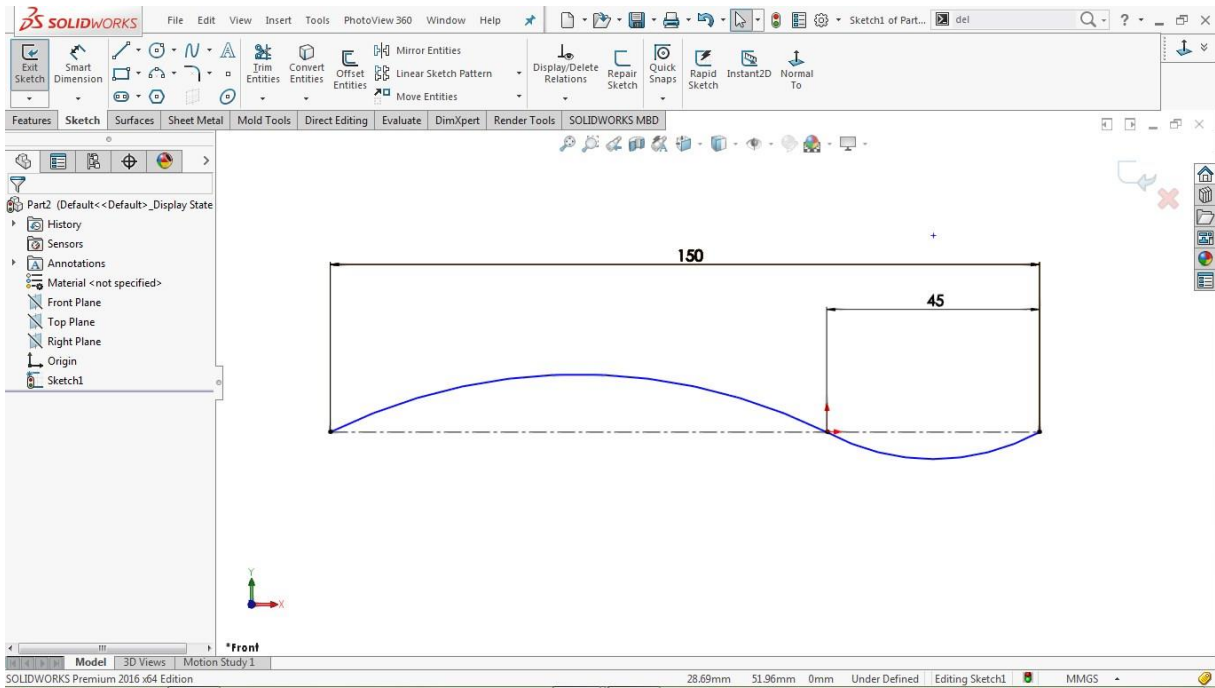 SOLIDWORKS File Edit View Insert Tools PhotoView 360 Window Help Sketch1 of Part... del ?
Exit Sketch
Smart Dimension
Trim Entities
Convert Entities
Offset Entities
Mirror Entities
Linear Sketch Pattern
Move Entities
Display/Delete Relations
Repair Sketch
Quick Snaps
Rapid Sketch
Instant2D
Normal To
Features Sketch Surfaces Sheet Metal Mold Tools Direct Editing Evaluate DimXpert Render Tools SOLIDWORKS MBD
Part2 (Default<<Default>_Display State
History
Sensors
Annotations
Material <not specified>
Front Plane
Top Plane
Right Plane
Origin
Sketch1
150
45
Y
X
*Front
Model 3D Views Motion Study 1
SOLIDWORKS Premium 2016 x64 Edition 28.69mm 51.96mm 0mm Under Defined Editing Sketch1 MMGS